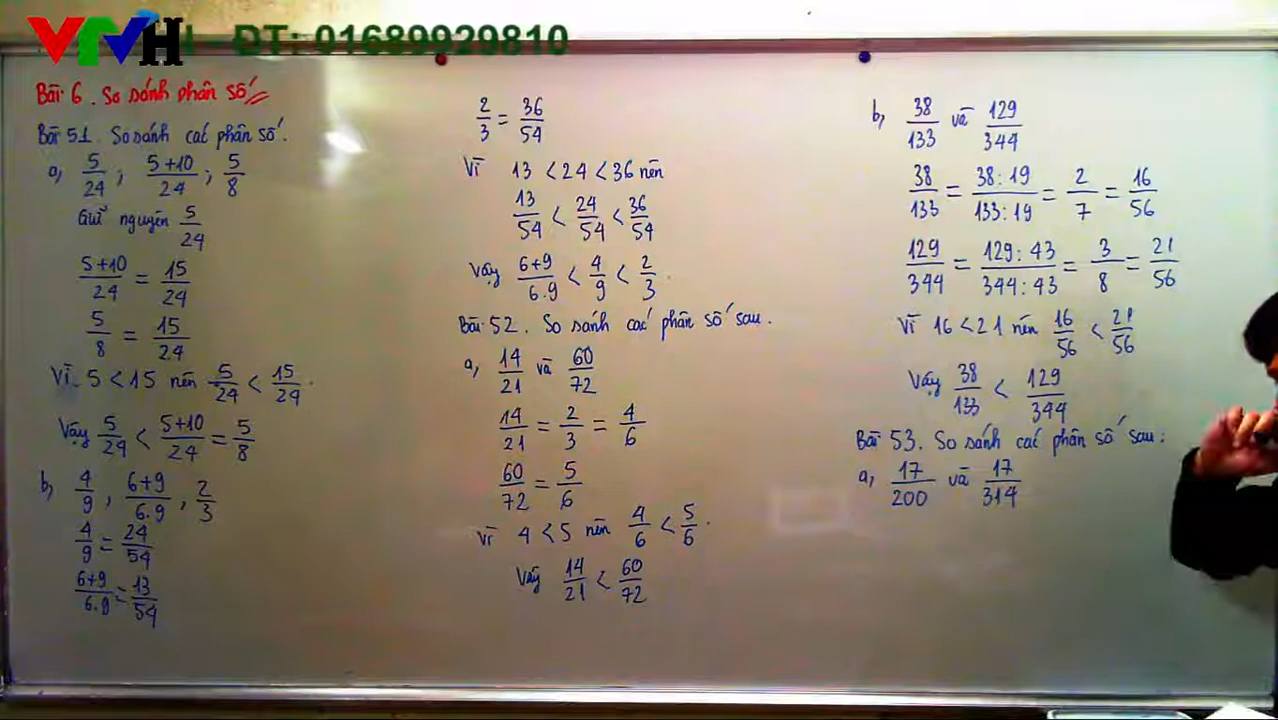 VTVH - ĐT: 01689929810
Bài 6. So sánh phân số
Bài 51. So sánh các phân số.
a, 5/24 ; 5+10/24 ; 5/8
Giữ nguyên 5/24
5+10/24 = 15/24
5/8 = 15/24
Vì 5 < 15 nên 5/24 < 15/24.
Vậy 5/24 < 5+10/24 = 5/8
b, 4/9 , 6+9/6.9 , 2/3
4/9 = 24/54
6+9/6.9 = 13/54
2/3 = 36/54
Vì 13 < 24 < 36 nên
13/54 < 24/54 < 36/54
Vậy 6+9/6.9 < 4/9 < 2/3.
Bài 52. So sánh các phân số sau.
a, 14/21 và 60/72
14/21 = 2/3 = 4/6
60/72 = 5/6
Vì 4 < 5 nên 4/6 < 5/6.
Vậy 14/21 < 60/72
b, 38/133 và 129/344
38/133 = 38:19/133:19 = 2/7 = 16/56
129/344 = 129:43/344:43 = 3/8 = 21/56
Vì 16 < 21 nên 16/56 < 21/56
Vậy 38/133 < 129/344
Bài 53. So sánh các phân số sau:
a, 17/200 và 17/314